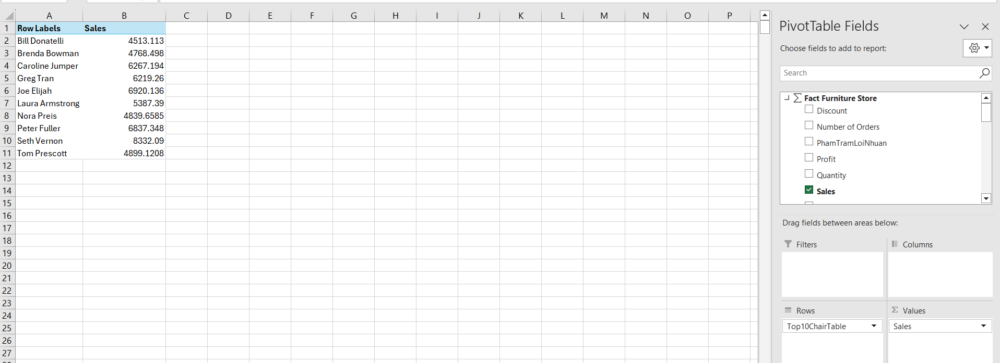 A B C D E F G H I J K L M N O P
1 Row Labels Sales
2 Bill Donatelli 4513.113
3 Brenda Bowman 4768.498
4 Caroline Jumper 6267.194
5 Greg Tran 6219.26
6 Joe Elijah 6920.136
7 Laura Armstrong 5387.39
8 Nora Preis 4839.6585
9 Peter Fuller 6837.348
10 Seth Vernon 8332.09
11 Tom Prescott 4899.1208
12
13
14
15
16
17
18
19
20
21
22
23
24
25
26
27
PivotTable Fields
Choose fields to add to report:
Search
Fact Furniture Store
Discount
Number of Orders
PhamTramLoiNhuan
Profit
Quantity
Sales
Drag fields between areas below:
Filters
Columns
Rows
Σ Values
Top10ChairTable
Sales